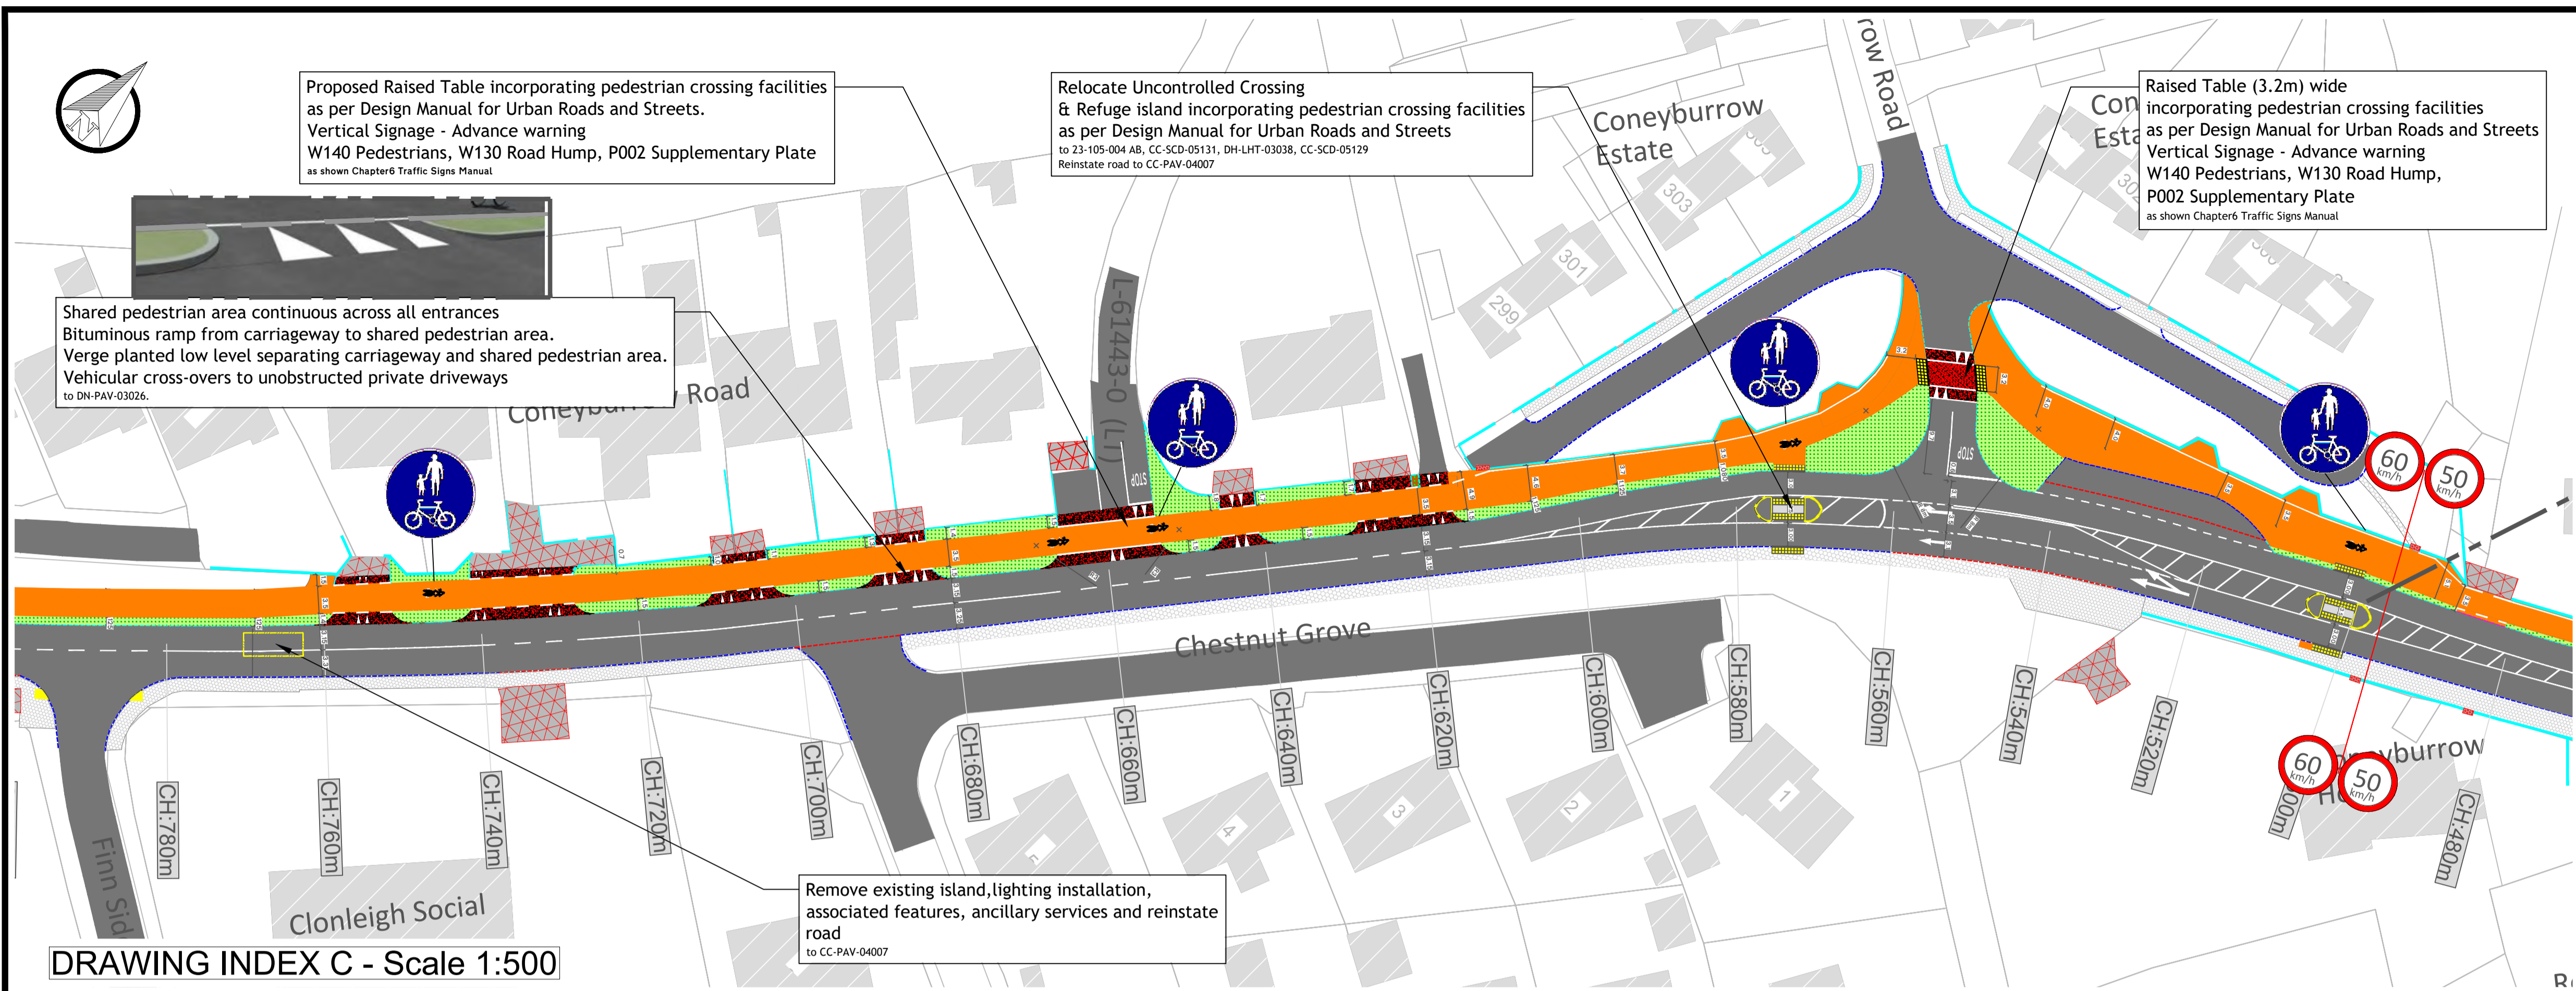 Proposed Raised Table incorporating pedestrian crossing facilities
as per Design Manual for Urban Roads and Streets.
Vertical Signage - Advance warning
W140 Pedestrians, W130 Road Hump, P002 Supplementary Plate
as shown Chapter6 Traffic Signs Manual
Relocate Uncontrolled Crossing
& Refuge island incorporating pedestrian crossing facilities
as per Design Manual for Urban Roads and Streets
to 23-105-004 AB, CC-SCD-05131, DH-LHT-03038, CC-SCD-05129
Reinstate road to CC-PAV-04007
Raised Table (3.2m) wide
incorporating pedestrian crossing facilities
as per Design Manual for Urban Roads and Streets
Vertical Signage - Advance warning
W140 Pedestrians, W130 Road Hump,
P002 Supplementary Plate
as shown Chapter6 Traffic Signs Manual
Shared pedestrian area continuous across all entrances
Bituminous ramp from carriageway to shared pedestrian area.
Verge planted low level separating carriageway and shared pedestrian area.
Vehicular cross-overs to unobstructed private driveways
to DN-PAV-03026.
N
row Road
Coneyburrow
Estate
Con
Esta
303
301
299
Coneyburrow Road
L-61443-0 (LT)
STOP
STOP
60
km/h
50
km/h
Chestnut Grove
CH:780m
CH:760m
CH:740m
CH:720m
CH:700m
CH:680m
CH:660m
CH:640m
CH:620m
CH:600m
CH:580m
CH:560m
CH:540m
CH:520m
00m
CH:480m
60
km/h
50
km/h
4
3
2
1
Finn Sid
Clonleigh Social
Remove existing island,lighting installation,
associated features, ancillary services and reinstate
road
to CC-PAV-04007
DRAWING INDEX C - Scale 1:500